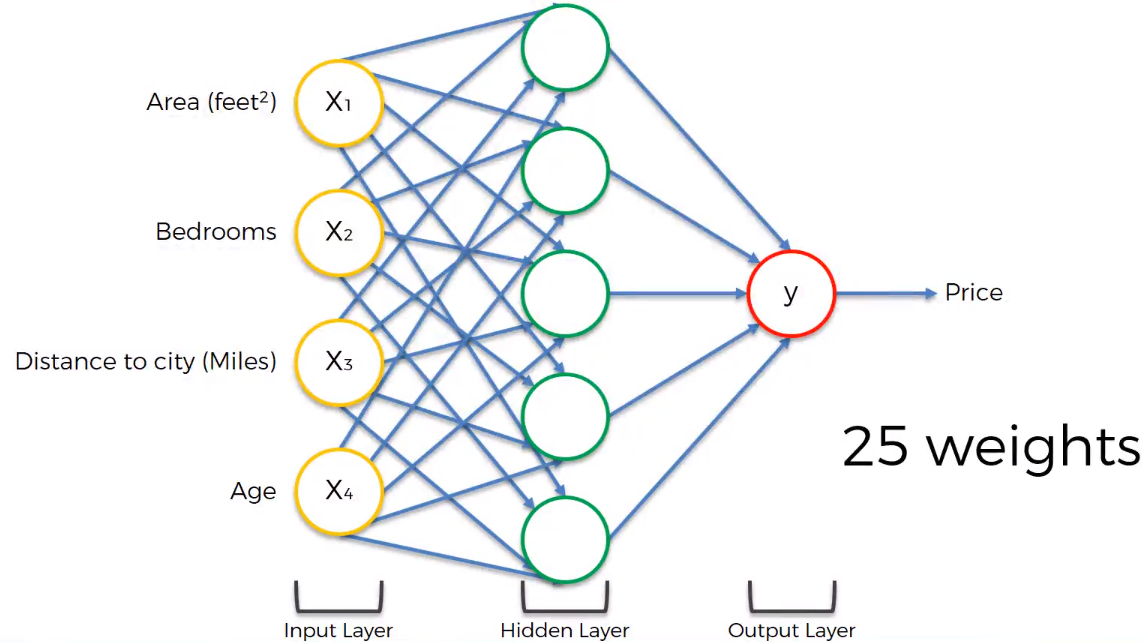 Area (feet²)
X₁
Bedrooms
X₂
Distance to city (Miles)
X₃
Age
X₄
y
Price
25 weights
Input Layer
Hidden Layer
Output Layer